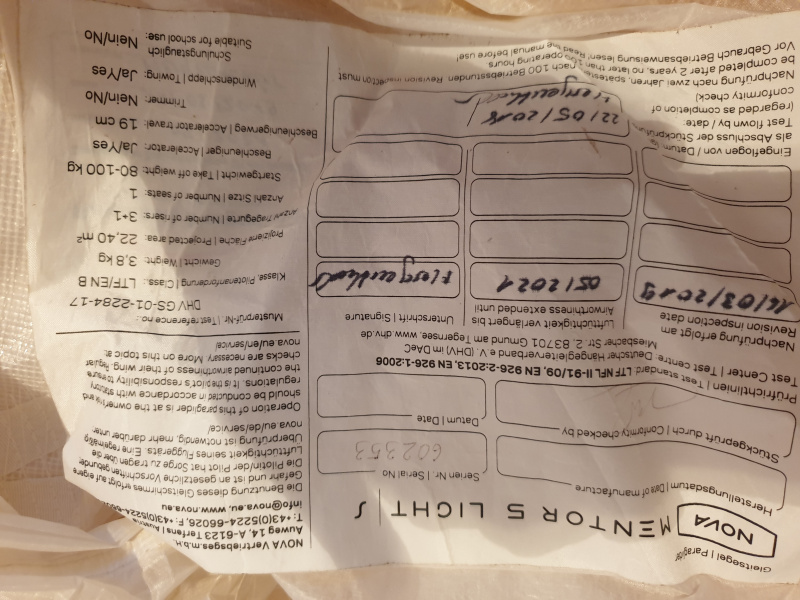 Gleitsegel | Paraglider
NOVA MENTOR 5 LIGHT | S
Herstellungsdatum | Date of manufacture
Serien Nr | Serial No
602353
Stückgeprüft durch | Conformity checked by
Datum | Date
Prüfrichtlinien | Test standard: LTF NFL II-91/09, EN 926-2:2013, EN 926-1:2006
Test Center | Test Centre: Deutscher Hängegleiterverband e.V. (DHV) im DAeC
Miesbacher Str. 2, 83701 Gmund am Tegernsee, www.dhv.de
Nachprüfung erfolgt am
Revision inspection date
Luftüchtigkeit verlängert bis
Airworthiness extended until
Unterschrift | Signature
14/03/2019
05/2021
Eingeflogen von / Datum
als Abschluss der Stückprüfung
Test flown by / date:
(regarded as completion of
conformity check)
22/05/2018
Nachprüfung nach zwei Jahren, spätestens nach 100 Betriebsstunden | Revision inspection must
be completed after 2 years, no later than operating hours
Vor Gebrauch Betriebsanweisung lesen! Read the manual before use!
NOVA Vertriebsges.m.b.H.
Auweg 14, A-6123 Terfens | Austria
T: +43(0)5224-66026, F: +43(0)5224-
info@nova.eu, www.nova.eu
Die Benutzung dieses Gleitschirmes erfolgt auf eigene
Gefahr und ist an gesetzliche Vorschriften gebunden.
Die Pilotin/der Pilot hat Sorge zu tragen über die
Lufttüchtigkeit seines Fluggeräts. Eine regelmäßige
Überprüfung ist notwendig, mehr darüber unter:
nova.eu/de/service/
Operation of this paraglider is at the owner's
should be conducted in accordance with statutory
regulations. It is the pilot's responsibility to ensure
the continued airworthiness of their wing. Regular
checks are necessary. More on this topic at:
nova.eu/en/service/
Musterprüf-Nr. | Test reference no.: DHV GS-01-2284-17
Klasse, Pilotenanforderung | Class.: LTF/EN B
Gewicht | Weight: 3,8 kg
Projizierte Fläche | Projected area: 22,40 m²
Anzahl Tragegurte | Number of risers: 3+1
Anzahl Sitze | Number of seats: 1
Startgewicht | Take off weight: 80-100 kg
Beschleuniger | Accelerator: Ja/Yes
Beschleunigerweg | Accelerator travel: 19 cm
Trimmer: Nein/No
Windenschlepp | Towing: Ja/Yes
Schulungstauglich
Suitable for school use: Nein/No